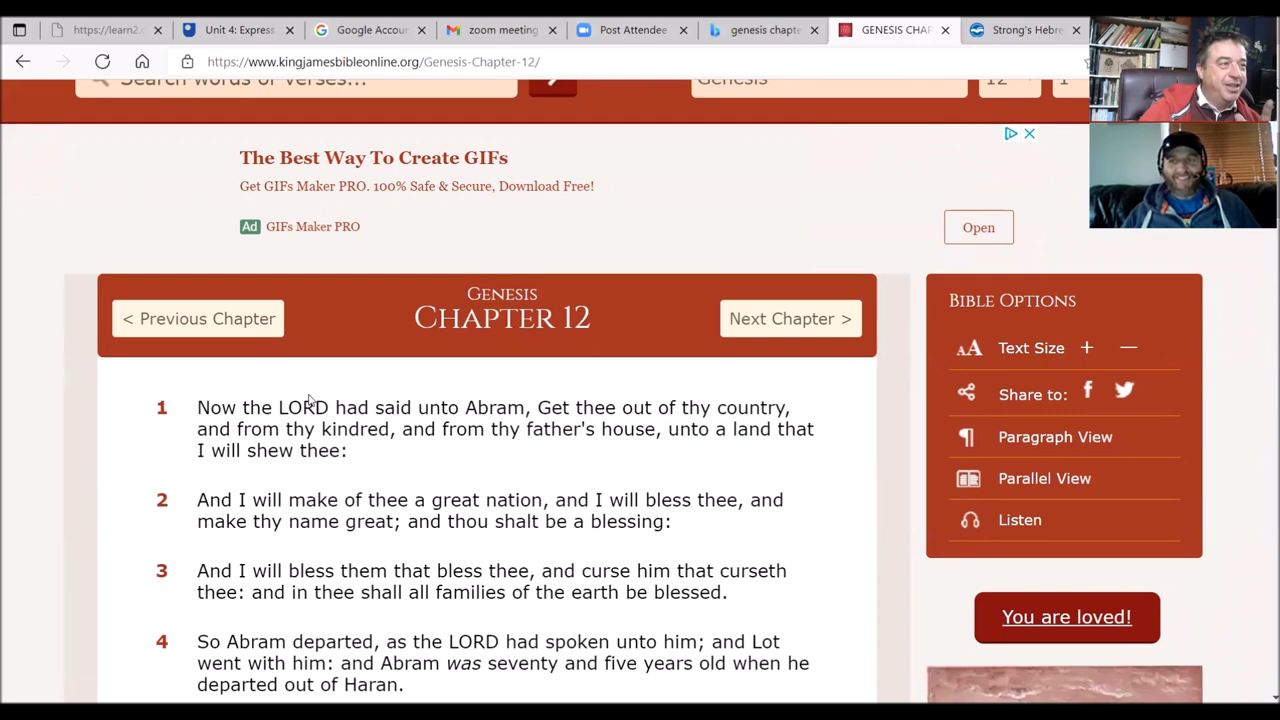 https://learn2
Unit 4: Express
Google Accou
zoom meeting
Post Attendee
genesis chapte
GENESIS CHAP
Strong's Hebre
https://www.kingjamesbibleonline.org/Genesis-Chapter-12/
Search words or verses...
Genesis
12
1
The Best Way To Create GIFs
Get GIFs Maker PRO. 100% Safe & Secure, Download Free!
Ad GIFs Maker PRO
Open
< Previous Chapter
Genesis
Chapter 12
Next Chapter >
1 Now the LORD had said unto Abram, Get thee out of thy country,
and from thy kindred, and from thy father's house, unto a land that
I will shew thee:
2 And I will make of thee a great nation, and I will bless thee, and
make thy name great; and thou shalt be a blessing:
3 And I will bless them that bless thee, and curse him that curseth
thee: and in thee shall all families of the earth be blessed.
4 So Abram departed, as the LORD had spoken unto him; and Lot
went with him: and Abram was seventy and five years old when he
departed out of Haran.
Bible Options
AA Text Size + —
Share to:
Paragraph View
Parallel View
Listen
You are loved!